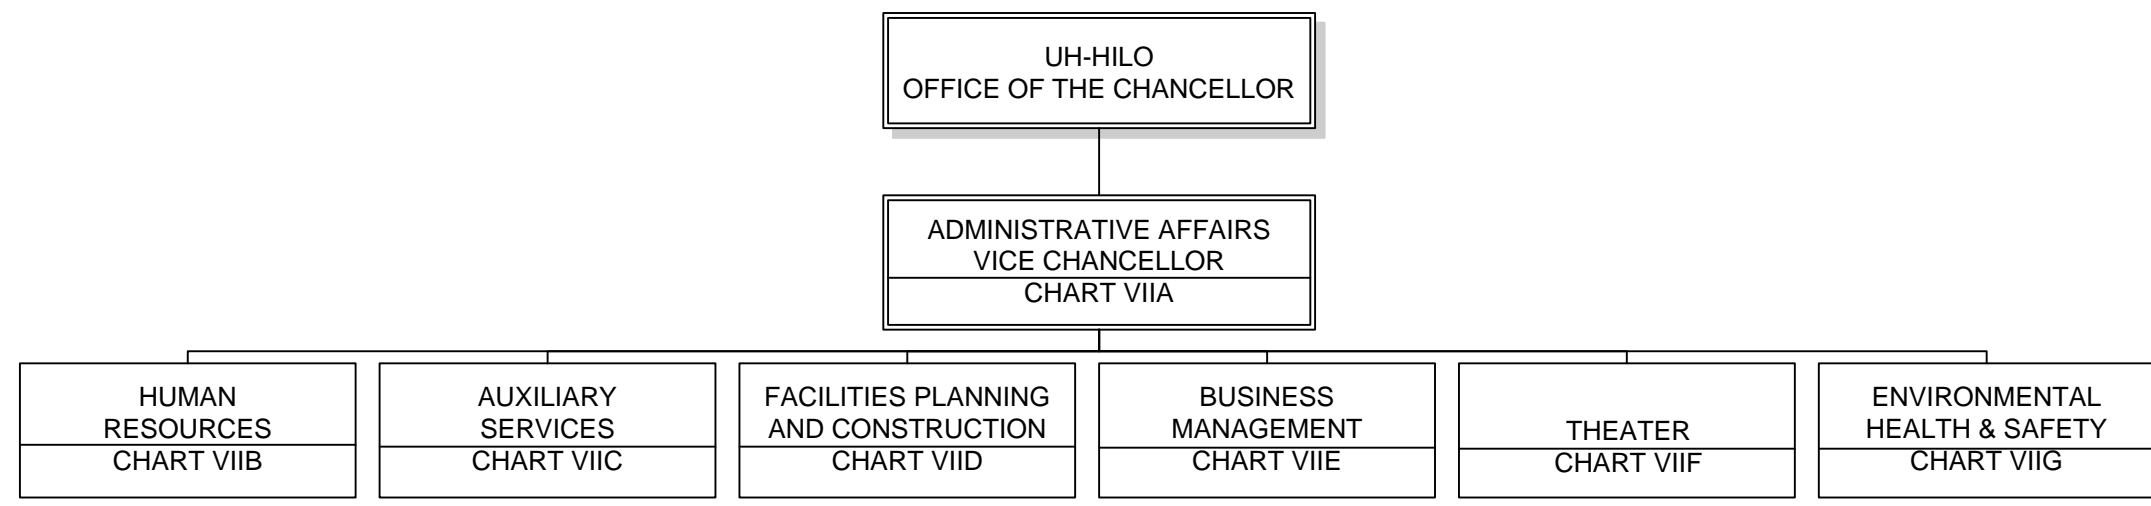 UH-HILO
OFFICE OF THE CHANCELLOR
ADMINISTRATIVE AFFAIRS
VICE CHANCELLOR
CHART VIIA
HUMAN
RESOURCES
CHART VIIB
AUXILIARY
SERVICES
CHART VIIC
FACILITIES PLANNING
AND CONSTRUCTION
CHART VIID
BUSINESS
MANAGEMENT
CHART VIIE
THEATER
CHART VIIF
ENVIRONMENTAL
HEALTH & SAFETY
CHART VIIG